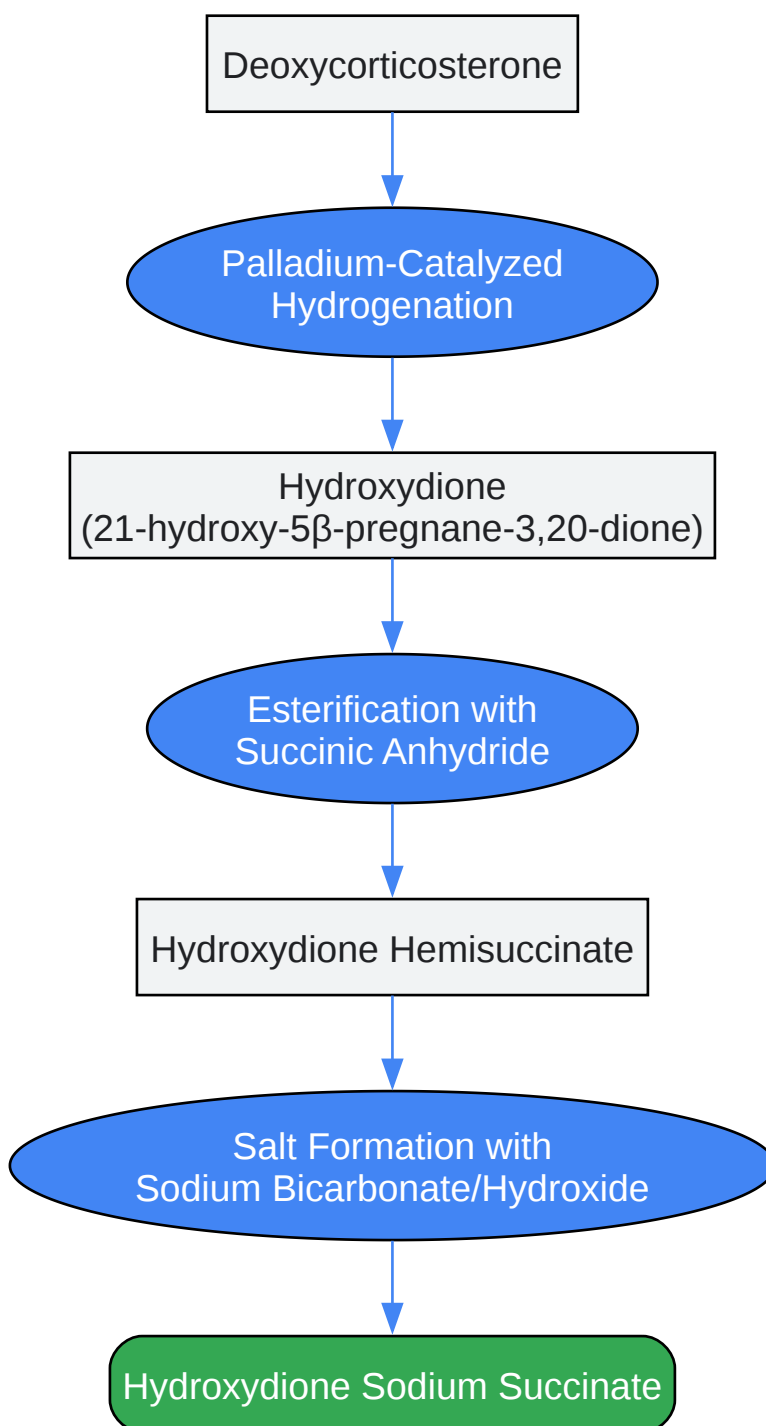 Deoxycorticosterone
Palladium-Catalyzed
Hydrogenation
Hydroxydione
(21-hydroxy-5β-pregnane-3,20-dione)
Esterification with
Succinic Anhydride
Hydroxydione Hemisuccinate
Salt Formation with
Sodium Bicarbonate/Hydroxide
Hydroxydione Sodium Succinate